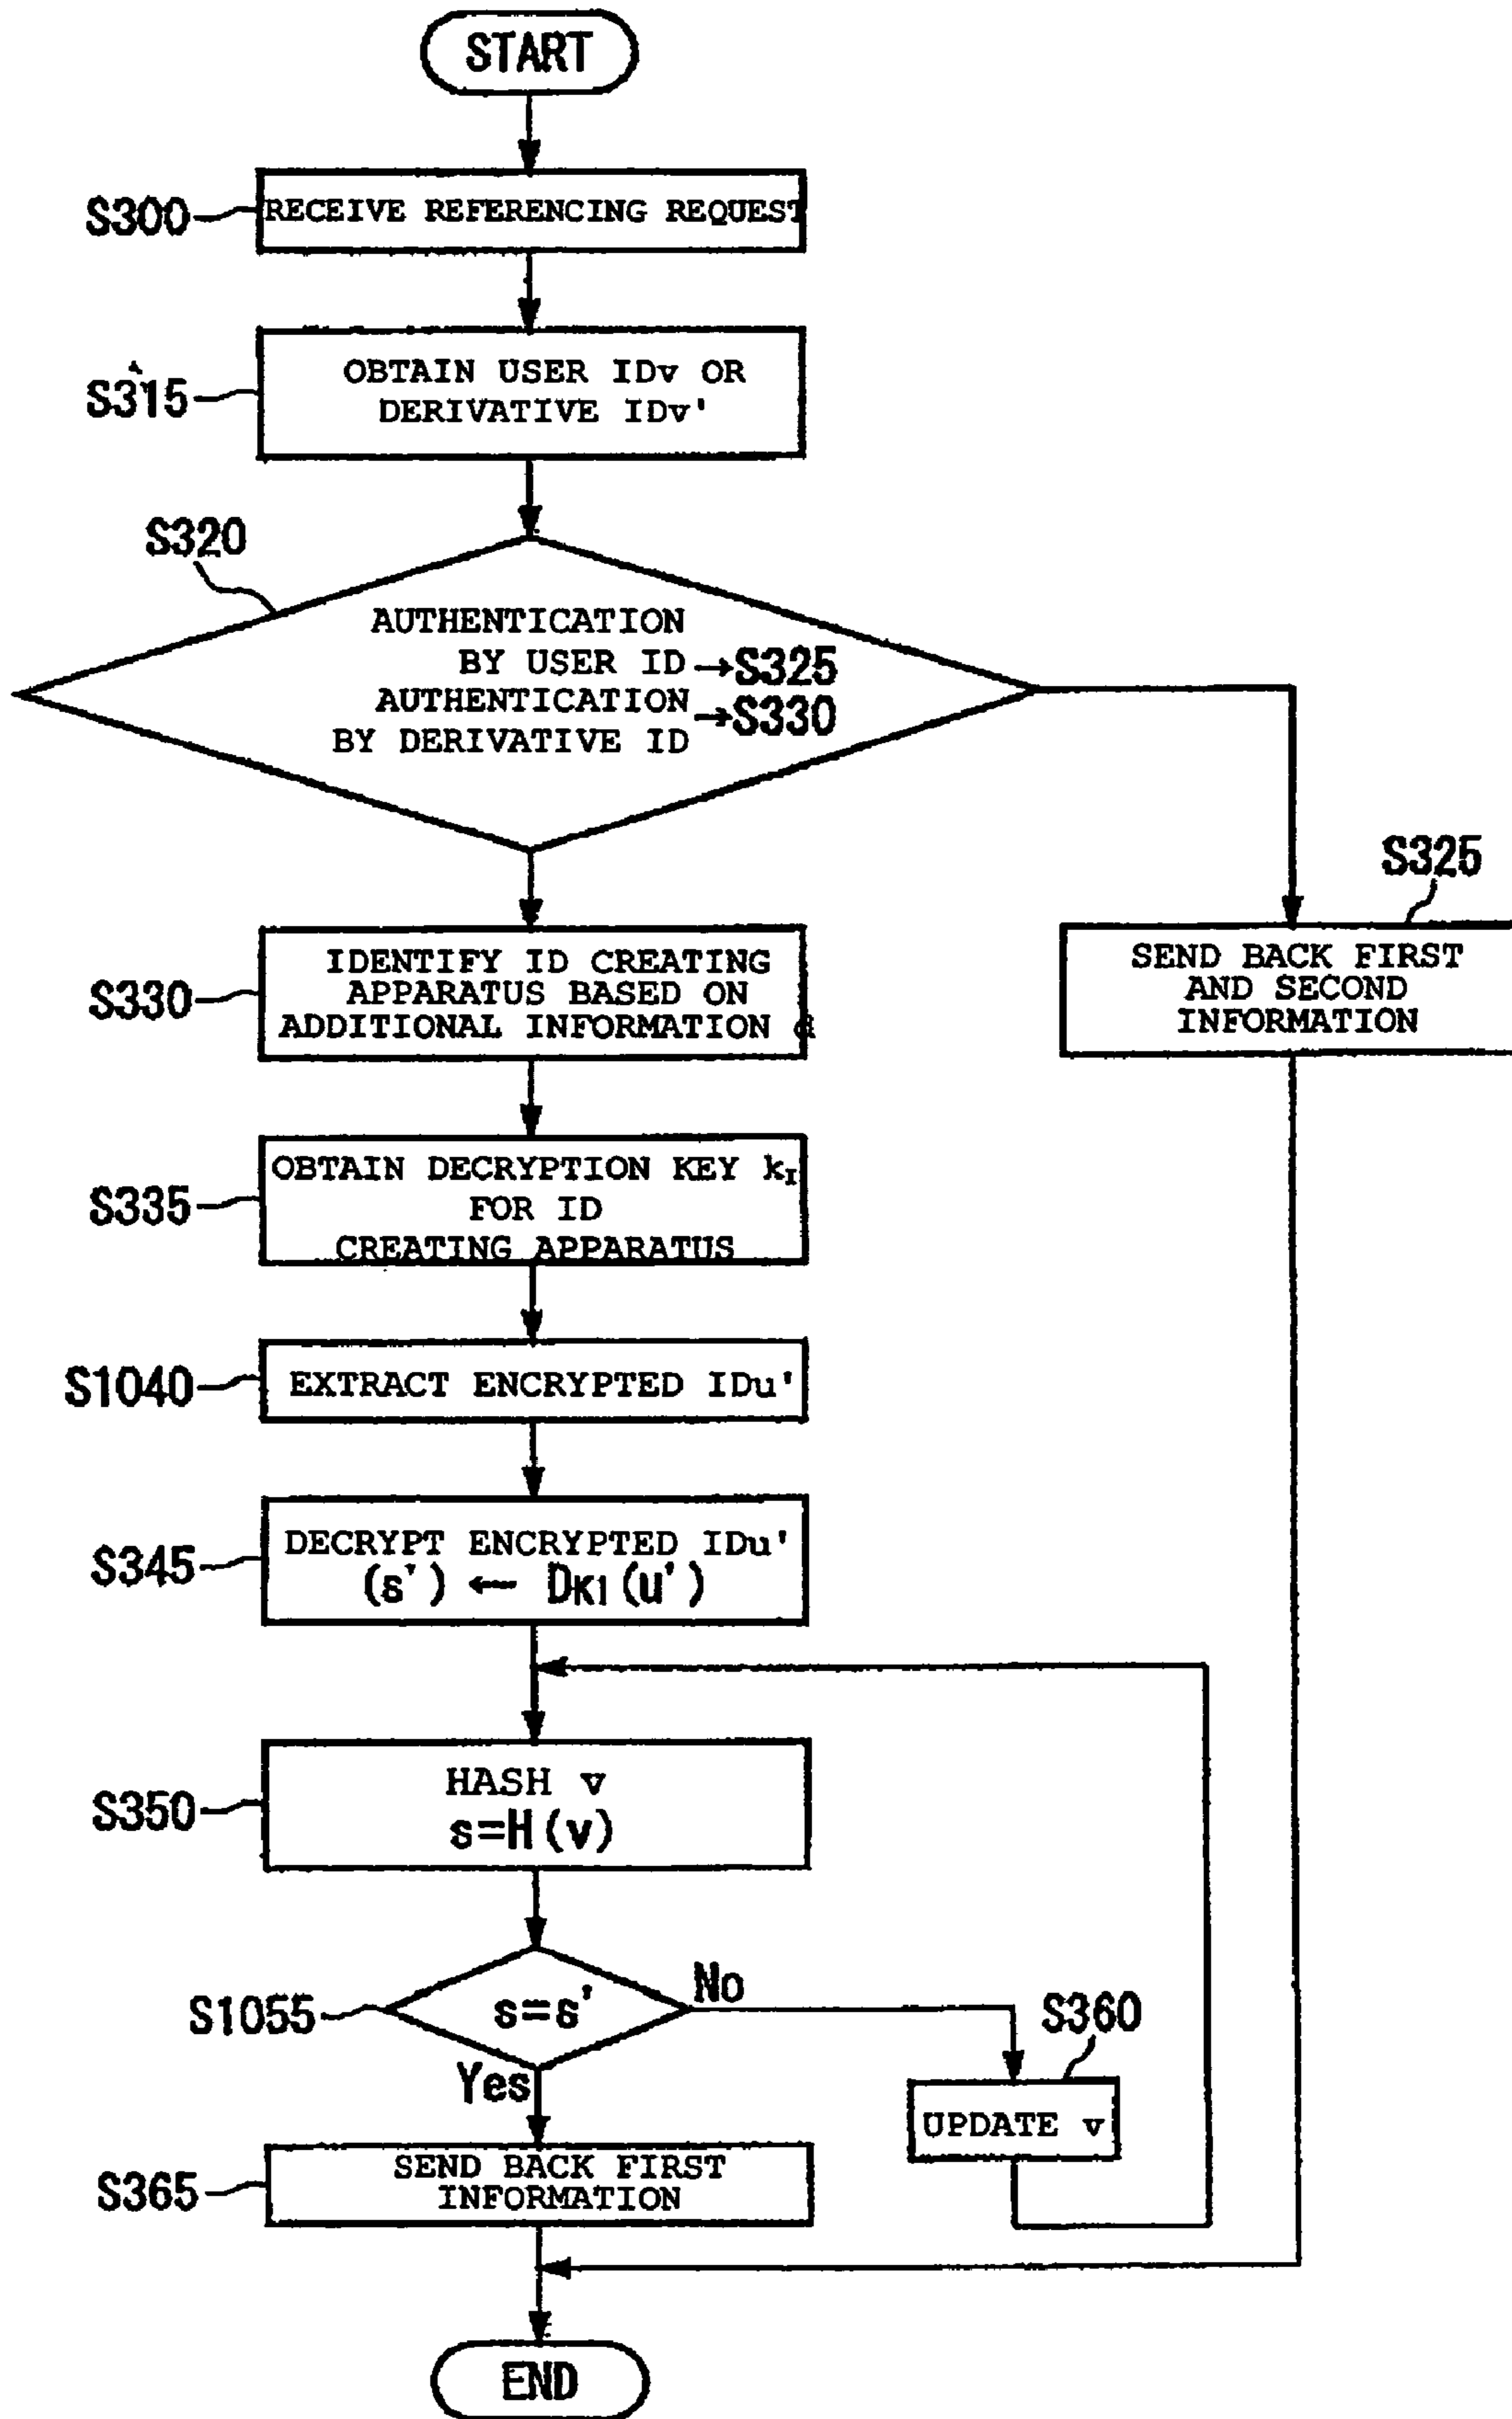 START
S300
RECEIVE REFERENCING REQUEST
S315
OBTAIN USER IDv OR
DERIVATIVE IDv'
S320
AUTHENTICATION
BY USER ID→S325
AUTHENTICATION
→S330
BY DERIVATIVE ID
S325
SEND BACK FIRST
AND SECOND
INFORMATION
S330
IDENTIFY ID CREATING
APPARATUS BASED ON
ADDITIONAL INFORMATION
S335
OBTAIN DECRYPTION KEY kI
FOR ID
CREATING APPARATUS
S1040
EXTRACT ENCRYPTED IDu'
S345
DECRYPT ENCRYPTED IDu'
(s') ← DK1(u')
S350
HASH v
s=H(v)
S1055
s=s'
No
Yes
S360
UPDATE v
S365
SEND BACK FIRST
INFORMATION
END